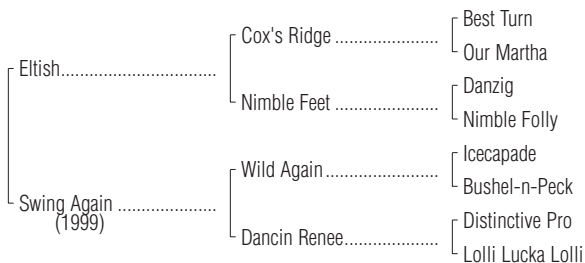 Best Turn
Cox's Ridge ....................
Our Martha
Eltish..............................
Danzig
Nimble Feet ....................
Nimble Folly
Icecapade
Wild Again ......................
Bushel-n-Peck
Swing Again ...................
(1999)
Distinctive Pro
Dancin Renee..................
Lolli Lucka Lolli